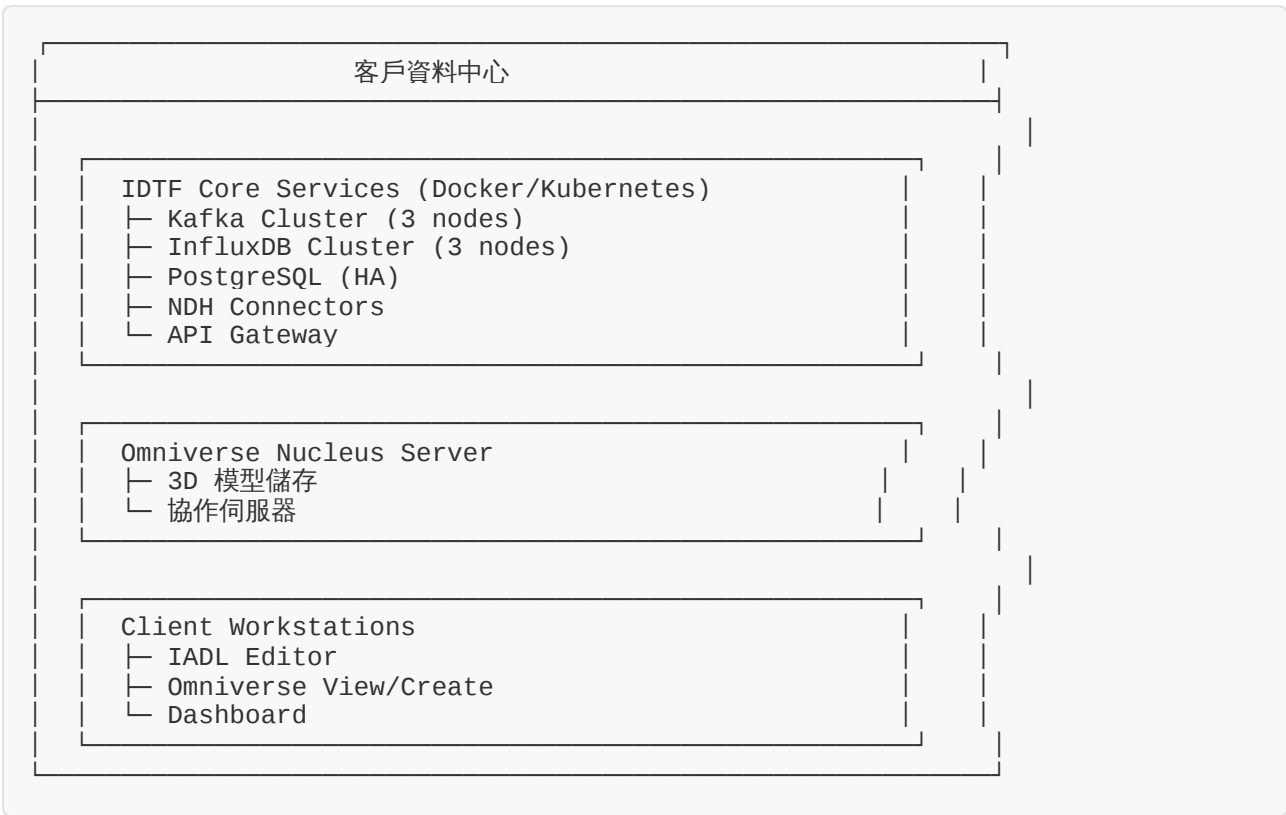 客戶資料中心
IDTF Core Services (Docker/Kubernetes)
├─ Kafka Cluster (3 nodes)
├─ InfluxDB Cluster (3 nodes)
├─ PostgreSQL (HA)
├─ NDH Connectors
└─ API Gateway
Omniverse Nucleus Server
├─ 3D 模型儲存
└─ 協作伺服器
Client Workstations
├─ IADL Editor
├─ Omniverse View/Create
└─ Dashboard